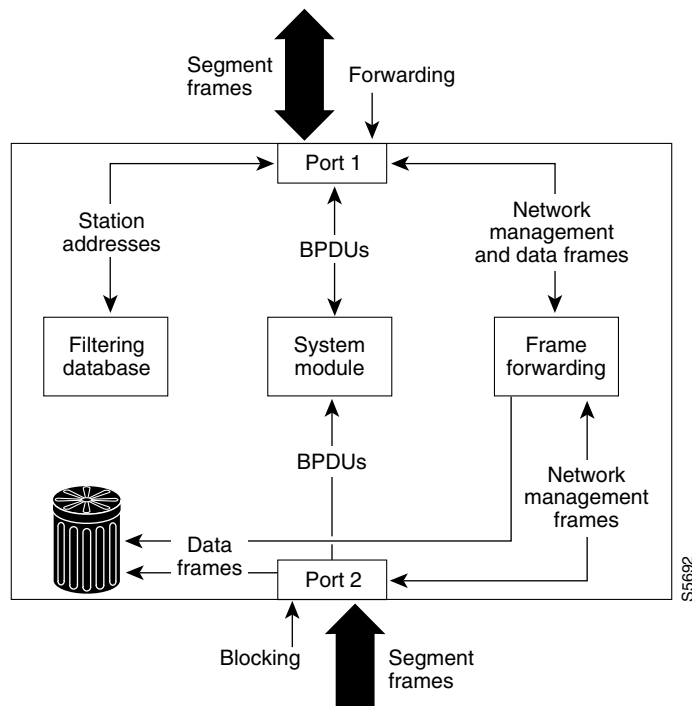 Segment
frames
Forwarding
Port 1
Station
addresses
BPDUs
Network
management
and data frames
Filtering
database
System
module
Frame
forwarding
BPDUs
Network
management
frames
Data
frames
Port 2
Blocking
Segment
frames
S5692